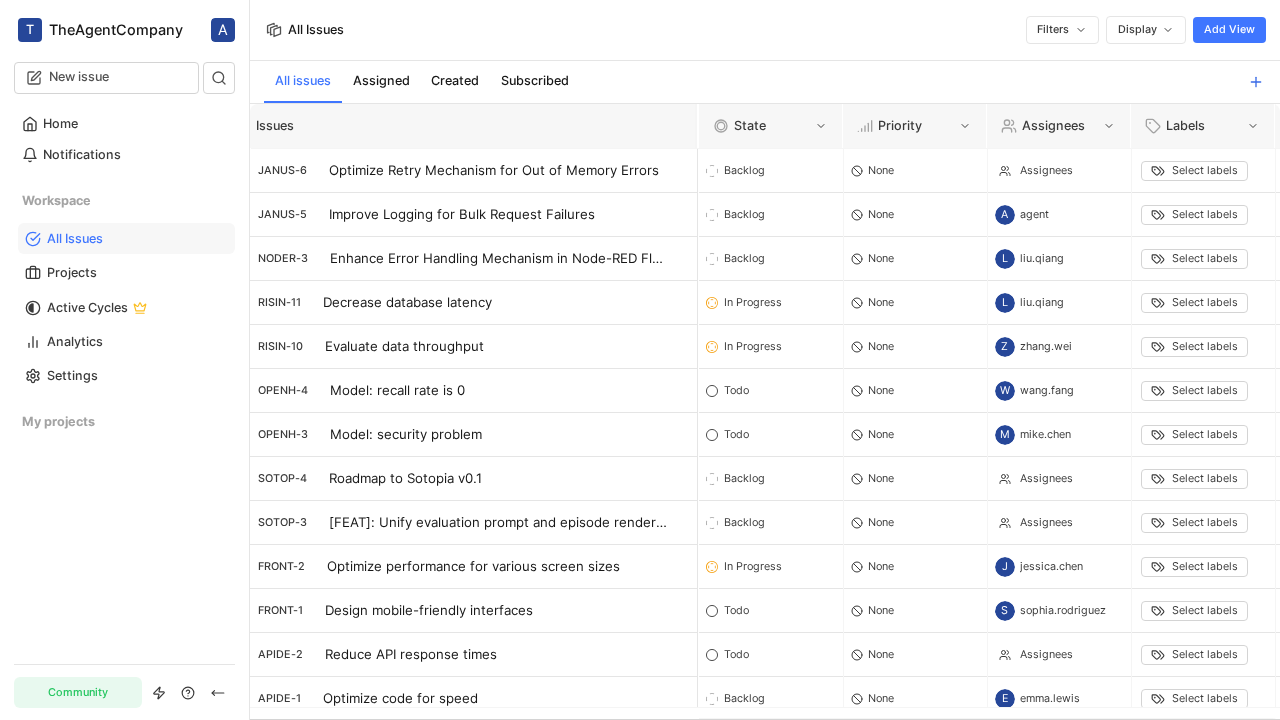 T TheAgentCompany A
New issue
Home
Notifications
Workspace
All Issues
Projects
Active Cycles
Analytics
Settings
My projects
Community
All Issues Filters Display Add View
All issues Assigned Created Subscribed
Issues State Priority Assignees Labels
JANUS-6 Optimize Retry Mechanism for Out of Memory Errors Backlog None Assignees Select labels
JANUS-5 Improve Logging for Bulk Request Failures Backlog None A agent Select labels
NODER-3 Enhance Error Handling Mechanism in Node-RED Fl... Backlog None L liu.qiang Select labels
RISIN-11 Decrease database latency In Progress None L liu.qiang Select labels
RISIN-10 Evaluate data throughput In Progress None Z zhang.wei Select labels
OPENH-4 Model: recall rate is 0 Todo None W wang.fang Select labels
OPENH-3 Model: security problem Todo None M mike.chen Select labels
SOTOP-4 Roadmap to Sotopia v0.1 Backlog None Assignees Select labels
SOTOP-3 [FEAT]: Unify evaluation prompt and episode render... Backlog None Assignees Select labels
FRONT-2 Optimize performance for various screen sizes In Progress None J jessica.chen Select labels
FRONT-1 Design mobile-friendly interfaces Todo None S sophia.rodriguez Select labels
APIDE-2 Reduce API response times Todo None Assignees Select labels
APIDE-1 Optimize code for speed Backlog None E emma.lewis Select labels